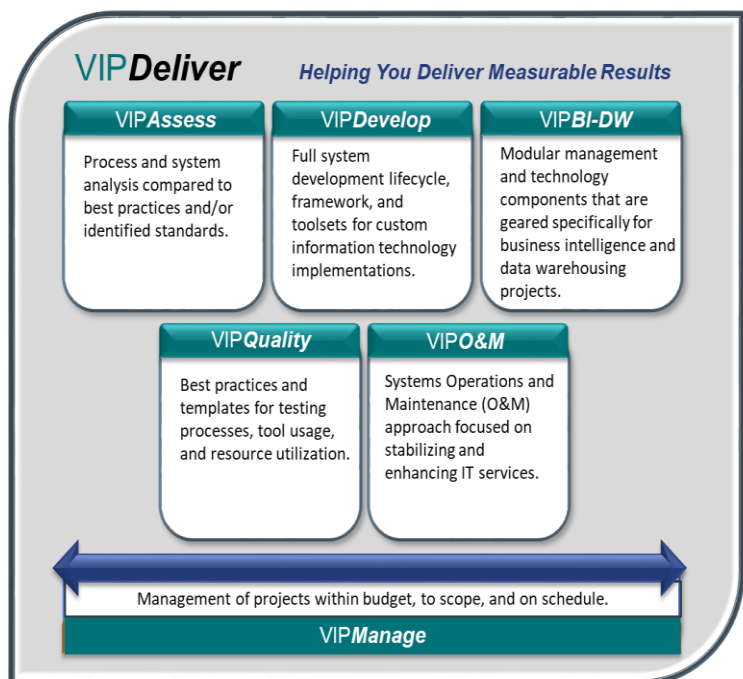 VIPDeliver
Helping You Deliver Measurable Results
VIPAssess
Process and system
analysis compared to
best practices and/or
identified standards.
VIPDevelop
Full system
development lifecycle,
framework, and
toolsets for custom
information technology
implementations.
VIPBI-DW
Modular management
and technology
components that are
geared specifically for
business intelligence and
data warehousing
projects.
VIPQuality
Best practices and
templates for testing
processes, tool usage,
and resource utilization.
VIPO&M
Systems Operations and
Maintenance (O&M)
approach focused on
stabilizing and
enhancing IT services.
Management of projects within budget, to scope, and on schedule.
VIPManage